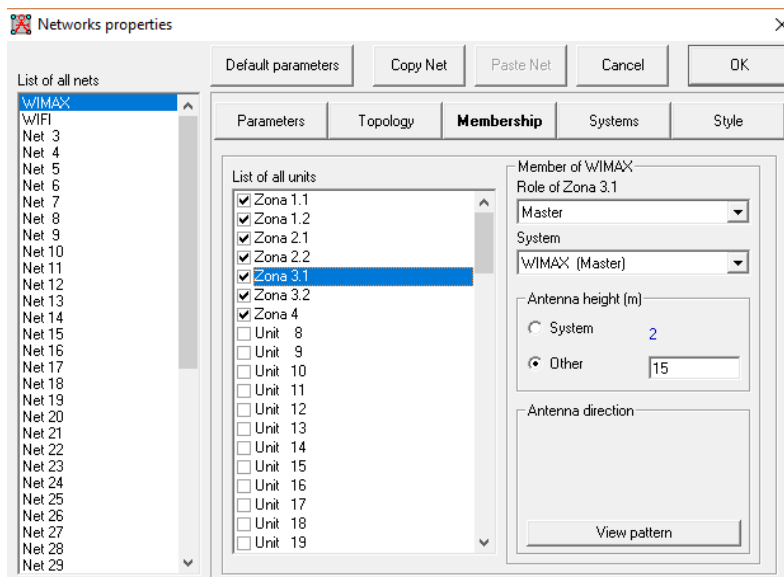 Networks properties
Default parameters
Copy Net
Paste Net
Cancel
OK
List of all nets
WIMAX
WIFI
Net 3
Net 4
Net 5
Net 6
Net 7
Net 8
Net 9
Net 10
Net 11
Net 12
Net 13
Net 14
Net 15
Net 16
Net 17
Net 18
Net 19
Net 20
Net 21
Net 22
Net 23
Net 24
Net 25
Net 26
Net 27
Net 28
Net 29
Parameters
Topology
Membership
Systems
Style
List of all units
Zona 1.1
Zona 1.2
Zona 2.1
Zona 2.2
Zona 3.1
Zona 3.2
Zona 4
Unit 8
Unit 9
Unit 10
Unit 11
Unit 12
Unit 13
Unit 14
Unit 15
Unit 16
Unit 17
Unit 18
Unit 19
Member of WIMAX
Role of Zona 3.1
Master
System
WIMAX (Master)
Antenna height (m)
System 2
Other 15
Antenna direction
View pattern